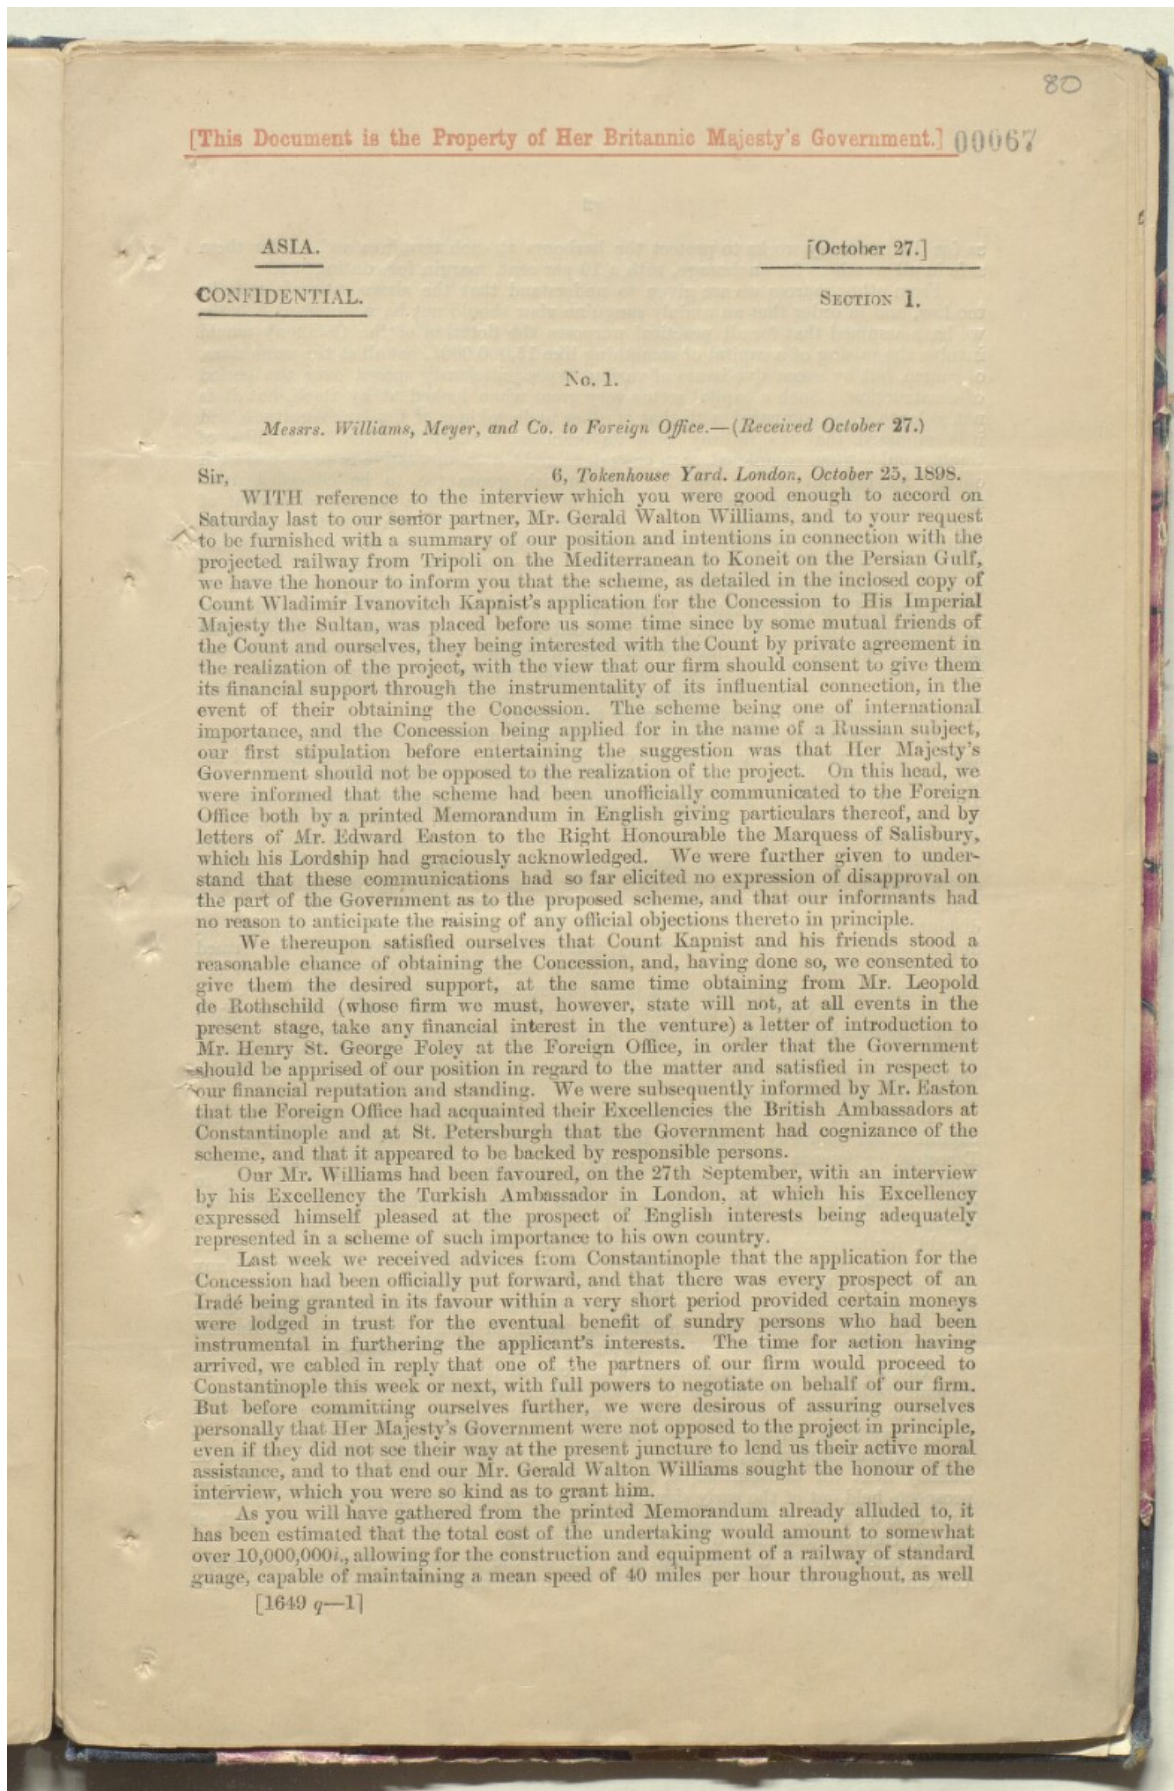 80
[This Document is the Property of Her Britannic Majesty's Government.] 00067
ASIA. [October 27.]
CONFIDENTIAL. SECTION 1.
No. 1.
Messrs. Williams, Meyer, and Co. to Foreign Office.—(Received October 27.)
Sir, 6, Tokenhouse Yard. London, October 25, 1898.
WITH reference to the interview which you were good enough to accord on
Saturday last to our senior partner, Mr. Gerald Walton Williams, and to your request
to be furnished with a summary of our position and intentions in connection with the
projected railway from Tripoli on the Mediterranean to Koneit on the Persian Gulf,
we have the honour to inform you that the scheme, as detailed in the inclosed copy of
Count Wladimir Ivanovitch Kapnist's application for the Concession to His Imperial
Majesty the Sultan, was placed before us some time since by some mutual friends of
the Count and ourselves, they being interested with the Count by private agreement in
the realization of the project, with the view that our firm should consent to give them
its financial support through the instrumentality of its influential connection, in the
event of their obtaining the Concession. The scheme being one of international
importance, and the Concession being applied for in the name of a Russian subject,
our first stipulation before entertaining the suggestion was that Her Majesty's
Government should not be opposed to the realization of the project. On this head, we
were informed that the scheme had been unofficially communicated to the Foreign
Office both by a printed Memorandum in English giving particulars thereof, and by
letters of Mr. Edward Easton to the Right Honourable the Marquess of Salisbury,
which his Lordship had graciously acknowledged. We were further given to under-
stand that these communications had so far elicited no expression of disapproval on
the part of the Government as to the proposed scheme, and that our informants had
no reason to anticipate the raising of any official objections thereto in principle.
We thereupon satisfied ourselves that Count Kapnist and his friends stood a
reasonable chance of obtaining the Concession, and, having done so, we consented to
give them the desired support, at the same time obtaining from Mr. Leopold
de Rothschild (whose firm we must, however, state will not, at all events in the
present stage, take any financial interest in the venture) a letter of introduction to
Mr. Henry St. George Foley at the Foreign Office, in order that the Government
should be apprised of our position in regard to the matter and satisfied in respect to
our financial reputation and standing. We were subsequently informed by Mr. Easton
that the Foreign Office had acquainted their Excellencies the British Ambassadors at
Constantinople and at St. Petersburgh that the Government had cognizance of the
scheme, and that it appeared to be backed by responsible persons.
Our Mr. Williams had been favoured, on the 27th September, with an interview
by his Excellency the Turkish Ambassador in London, at which his Excellency
expressed himself pleased at the prospect of English interests being adequately
represented in a scheme of such importance to his own country.
Last week we received advices from Constantinople that the application for the
Concession had been officially put forward, and that there was every prospect of an
Iradé being granted in its favour within a very short period provided certain moneys
were lodged in trust for the eventual benefit of sundry persons who had been
instrumental in furthering the applicant's interests. The time for action having
arrived, we cabled in reply that one of the partners of our firm would proceed to
Constantinople this week or next, with full powers to negotiate on behalf of our firm.
But before committing ourselves further, we were desirous of assuring ourselves
personally that Her Majesty's Government were not opposed to the project in principle,
even if they did not see their way at the present juncture to lend us their active moral
assistance, and to that end our Mr. Gerald Walton Williams sought the honour of the
interview, which you were so kind as to grant him.
As you will have gathered from the printed Memorandum already alluded to, it
has been estimated that the total cost of the undertaking would amount to somewhat
over 10,000,000l., allowing for the construction and equipment of a railway of standard
guage, capable of maintaining a mean speed of 40 miles per hour throughout, as well
[1649 q—1]